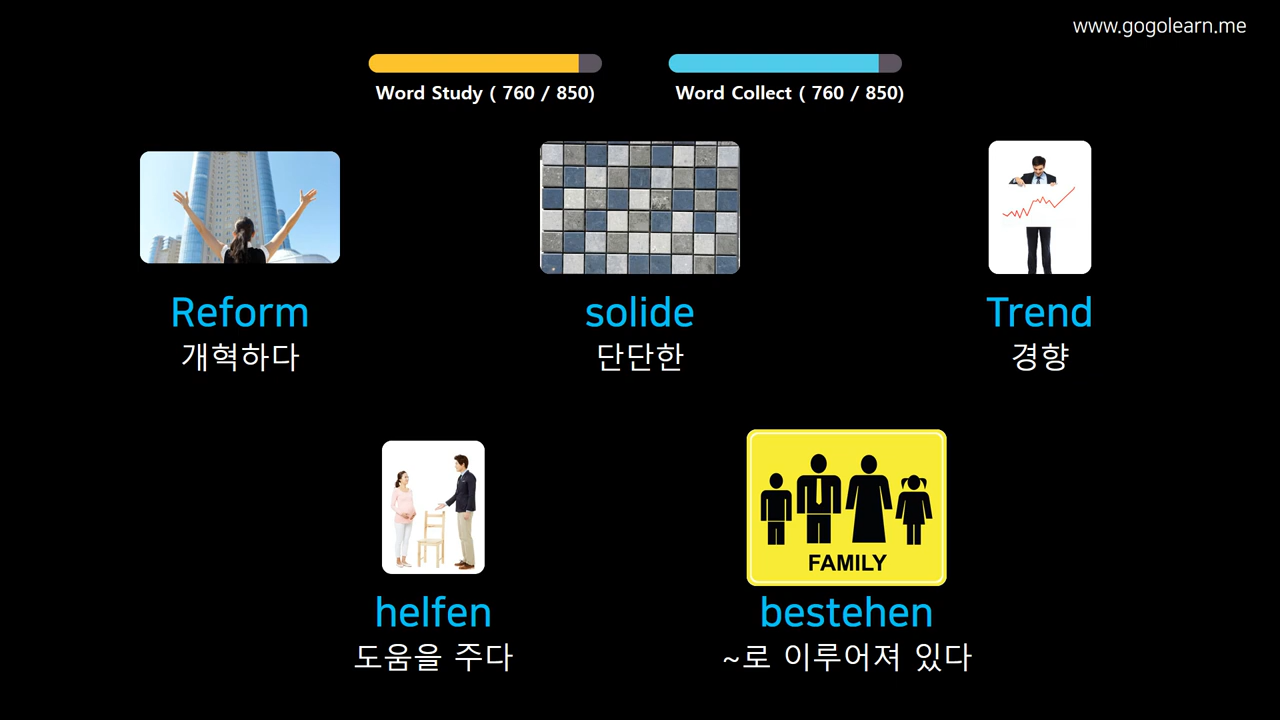 www.gogolearn.me
Word Study ( 760 / 850)
Word Collect ( 760 / 850)
Reform
개혁하다
solide
단단한
Trend
경향
helfen
도움을 주다
FAMILY
bestehen
~로 이루어져 있다